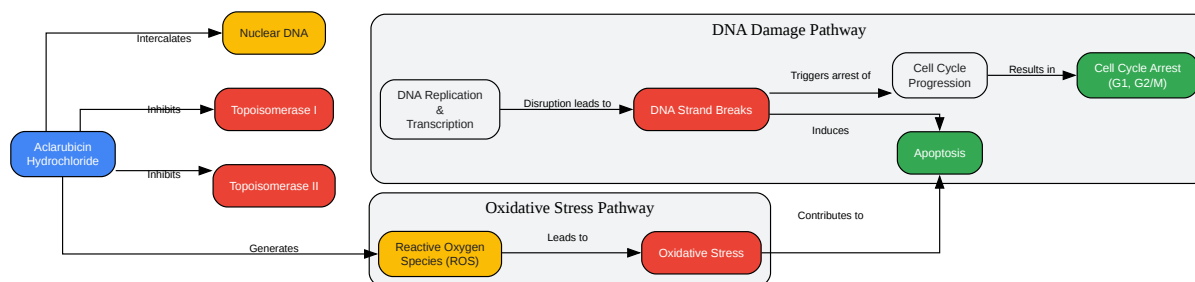 Intercalates
Nuclear DNA
Inhibits
Topoisomerase I
Aclarubicin
Hydrochloride
Inhibits
Topoisomerase II
Generates
DNA Damage Pathway
DNA Replication
&
Transcription
Disruption leads to
DNA Strand Breaks
Triggers arrest of
Cell Cycle
Progression
Results in
Cell Cycle Arrest
(G1, G2/M)
Induces
Apoptosis
Oxidative Stress Pathway
Reactive Oxygen
Species (ROS)
Leads to
Oxidative Stress
Contributes to